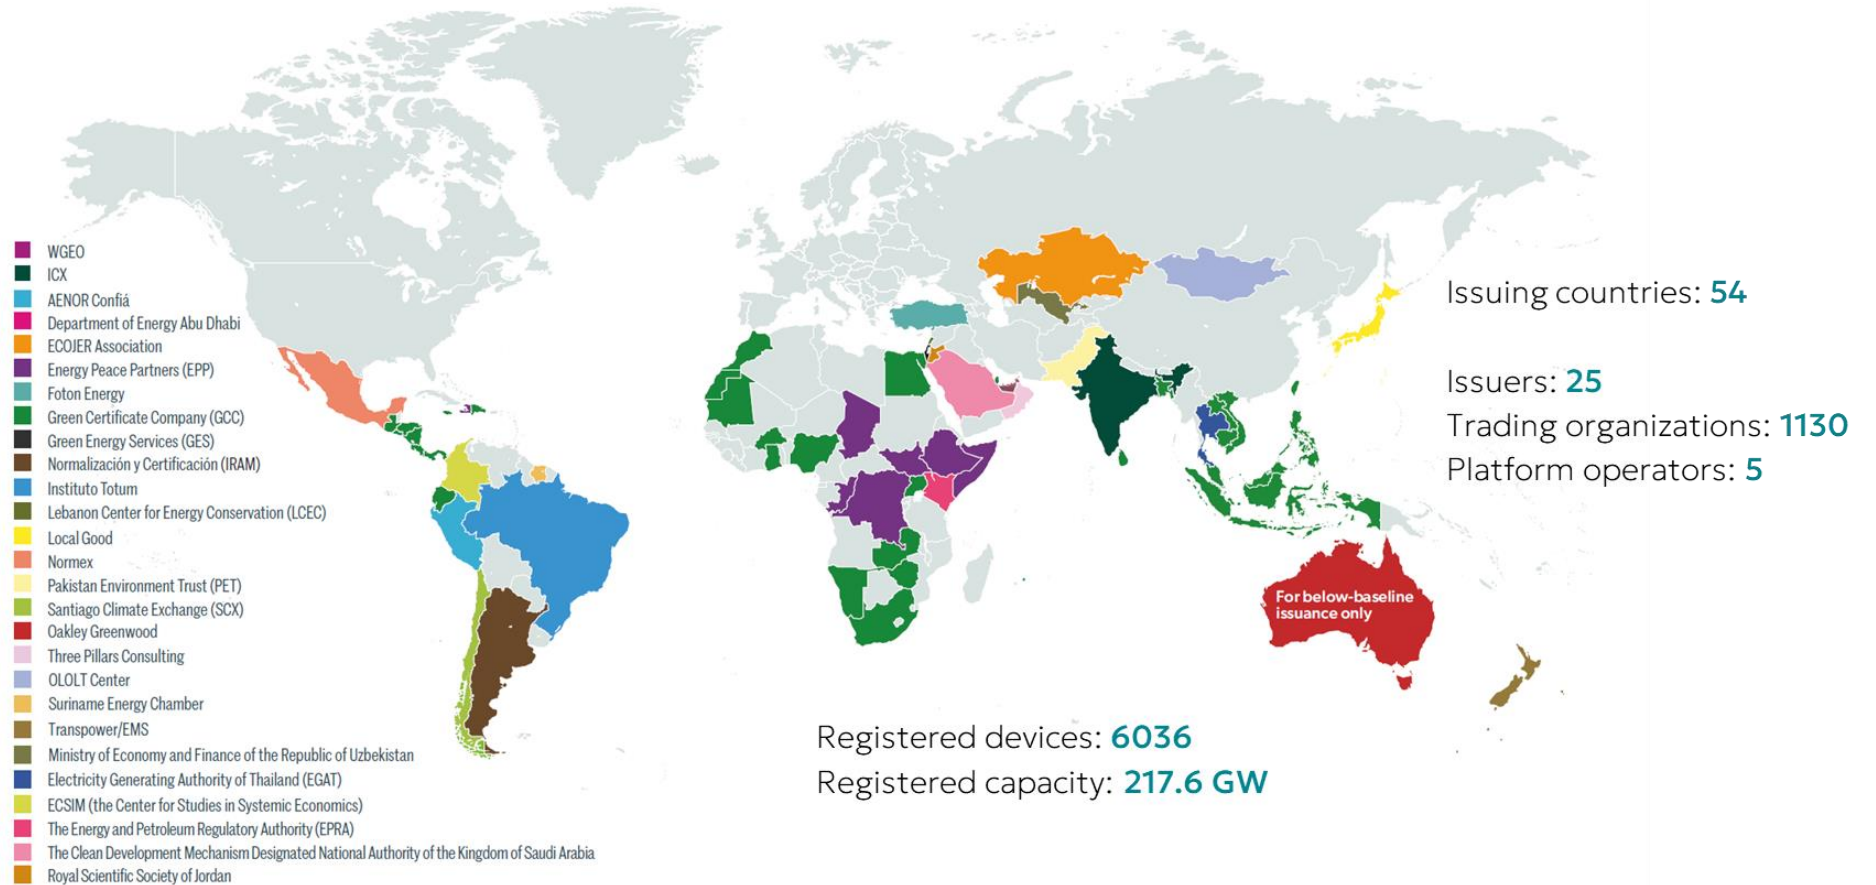 WGEO
ICX
AENOR Confiá
Department of Energy Abu Dhabi
ECOJER Association
Energy Peace Partners (EPP)
Foton Energy
Green Certificate Company (GCC)
Green Energy Services (GES)
Normalización y Certificación (IRAM)
Instituto Totum
Lebanon Center for Energy Conservation (LCEC)
Local Good
Normex
Pakistan Environment Trust (PET)
Santiago Climate Exchange (SCX)
Oakley Greenwood
Three Pillars Consulting
OLOLT Center
Suriname Energy Chamber
Transpower/EMS
Ministry of Economy and Finance of the Republic of Uzbekistan
Electricity Generating Authority of Thailand (EGAT)
ECSIM (the Center for Studies in Systemic Economics)
The Energy and Petroleum Regulatory Authority (EPRA)
The Clean Development Mechanism Designated National Authority of the Kingdom of Saudi Arabia
Royal Scientific Society of Jordan
For below-baseline
issuance only
Issuing countries: 54
Issuers: 25
Trading organizations: 1130
Platform operators: 5
Registered devices: 6036
Registered capacity: 217.6 GW